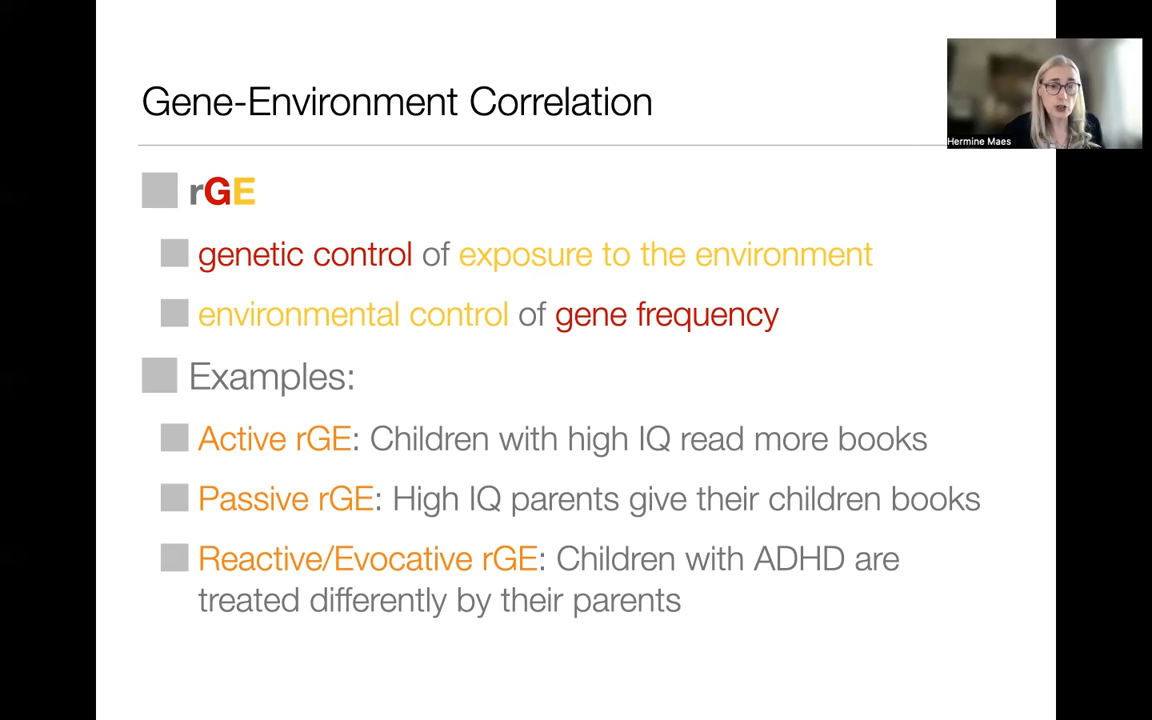 Gene-Environment Correlation
Hermine Maes
rGE
genetic control of exposure to the environment
environmental control of gene frequency
Examples:
Active rGE: Children with high IQ read more books
Passive rGE: High IQ parents give their children books
Reactive/Evocative rGE: Children with ADHD are
treated differently by their parents